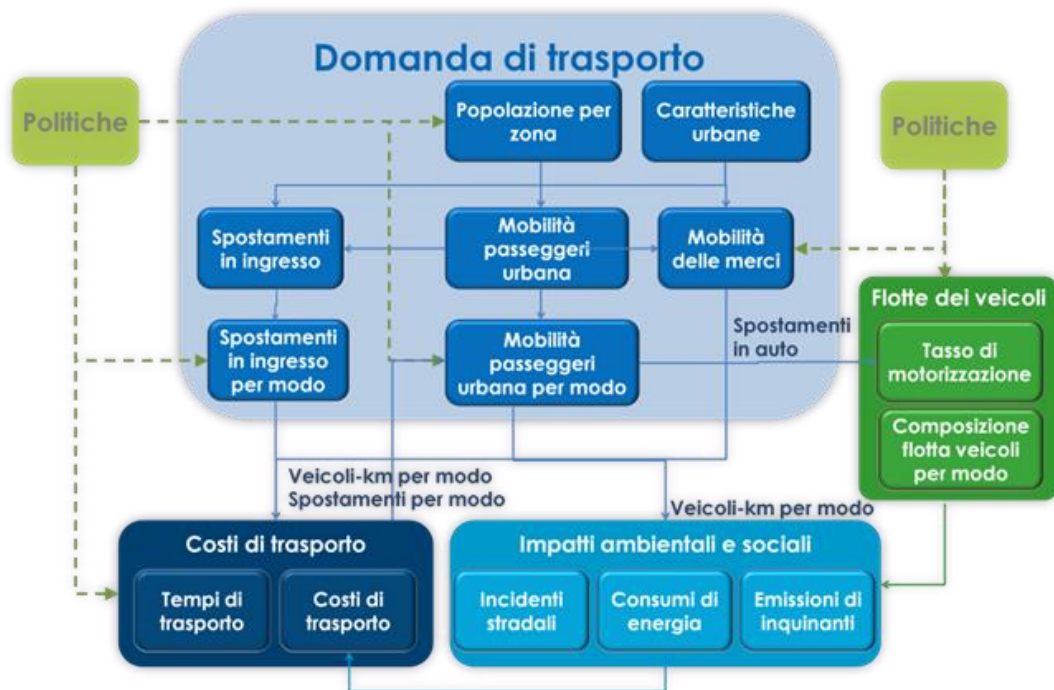 Domanda di trasporto
Politiche
Popolazione per
zona
Caratteristiche
urbane
Politiche
Spostamenti
in ingresso
Mobilità
passeggeri
urbana
Mobilità
delle merci
Flotte dei veicoli
Spostamenti
in ingresso
per modo
Mobilità
passeggeri
urbana per modo
Spostamenti
in auto
Tasso di
motorizzazione
Composizione
flotta veicoli
per modo
Veicoli-km per modo
Spostamenti per modo
Veicoli-km per modo
Costi di trasporto
Tempi di
trasporto
Costi di
trasporto
Impatti ambientali e sociali
Incidenti
stradali
Consumi di
energia
Emissioni di
inquinanti